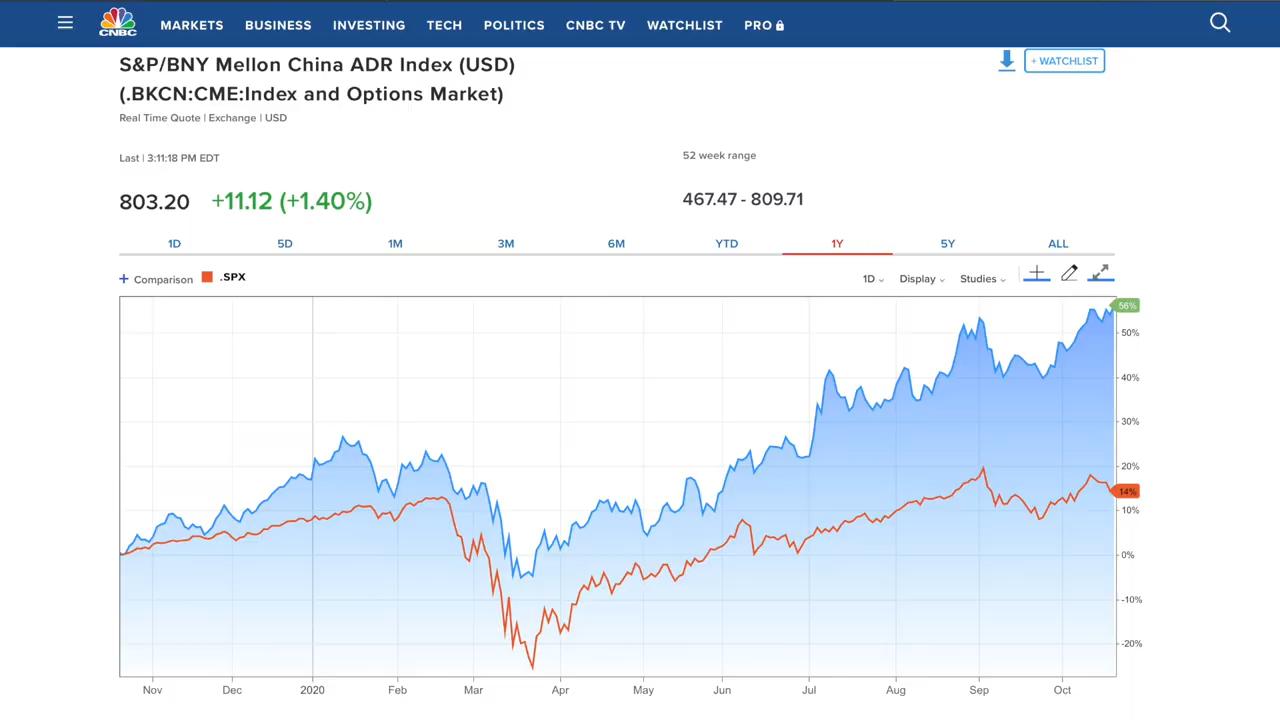 CNBC MARKETS BUSINESS INVESTING TECH POLITICS CNBC TV WATCHLIST PRO
S&P/BNY Mellon China ADR Index (USD)
(.BKCN:CME:Index and Options Market)
+ WATCHLIST
Real Time Quote | Exchange | USD
Last | 3:11:18 PM EDT
52 week range
803.20 +11.12 (+1.40%)
467.47 - 809.71
1D 5D 1M 3M 6M YTD 1Y 5Y ALL
+ Comparison .SPX 1D Display Studies
56%
50%
40%
30%
20%
14%
10%
0%
-10%
-20%
Nov Dec 2020 Feb Mar Apr May Jun Jul Aug Sep Oct